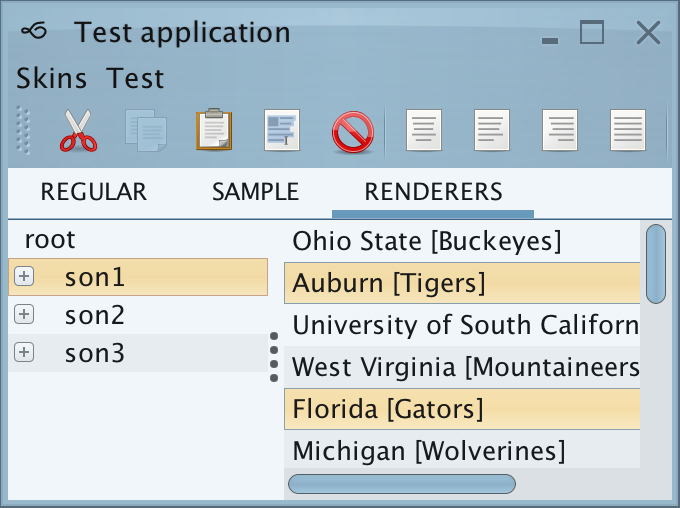 Test application
Skins Test
REGULAR SAMPLE RENDERERS
root
son1
son2
son3
Ohio State [Buckeyes]
Auburn [Tigers]
University of South Californ
West Virginia [Mountaineers
Florida [Gators]
Michigan [Wolverines]